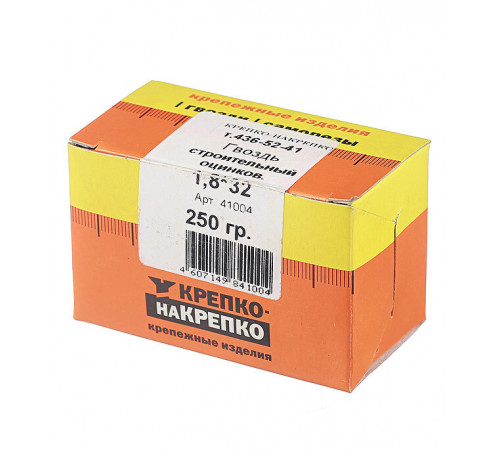 крепежные изделия
| гвозди | саморезы
КРЕПКО НАКРЕПКО
т.436-52-41
Гвоздь
строительный
оцинков.
1,8*32
Арт 41004
250 гр.
4 607149 841004
КРЕПКО-
НАКРЕПКО
крепежные изделия